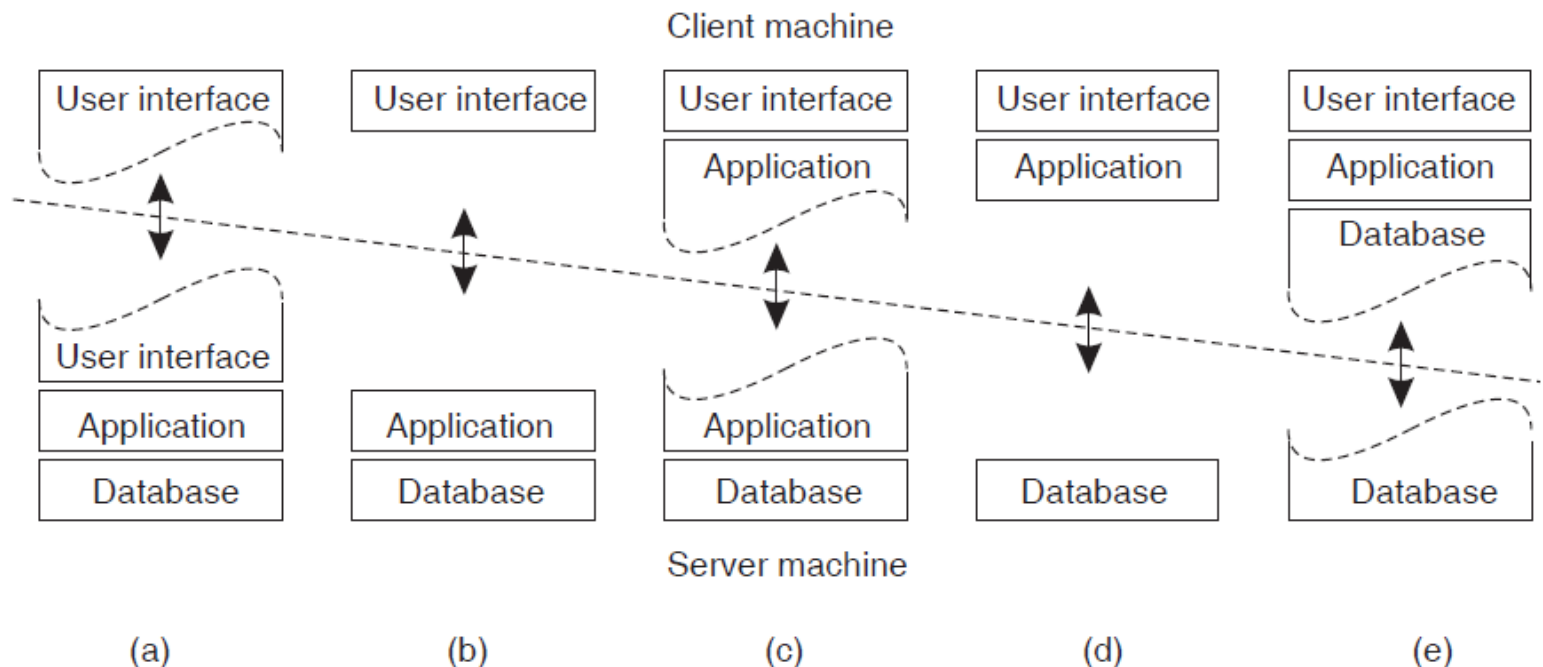 Client machine
User interface User interface User interface User interface User interface
Application Application Application
Database
User interface
Application Application Application
Database Database Database Database Database
Server machine
(a) (b) (c) (d) (e)